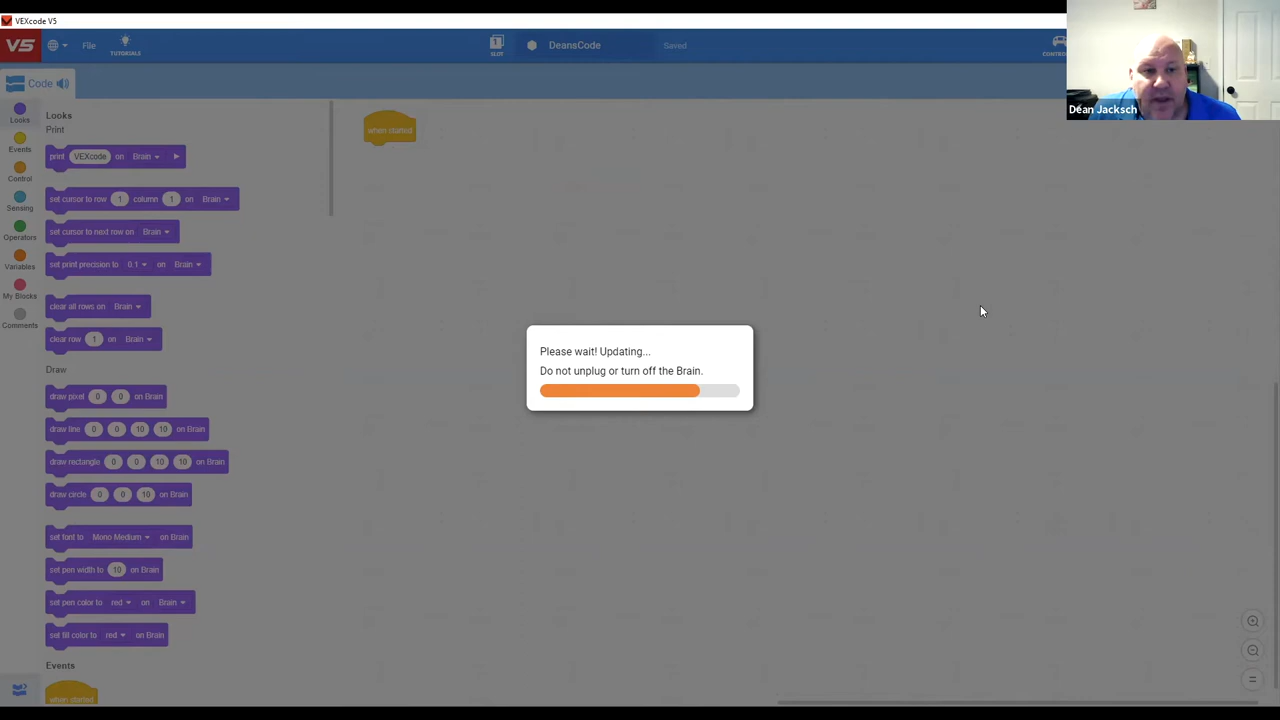 VEXcode V5
V5
File
TUTORIALS
1
SLOT
DeansCode
Saved
Dean Jacksch
Code
Looks
Events
Control
Sensing
Operators
Variables
My Blocks
Comments
Looks
Print
print VEXcode on Brain
set cursor to row 1 column 1 on Brain
set cursor to next row on Brain
set print precision to 0.1 on Brain
clear all rows on Brain
clear row 1 on Brain
Draw
draw pixel 0 0 on Brain
draw line 0 0 10 10 on Brain
draw rectangle 0 0 10 10 on Brain
draw circle 0 0 10 on Brain
set font to Mono Medium on Brain
set pen width to 10 on Brain
set pen color to red on Brain
set fill color to red on Brain
Events
when started
when started
Please wait! Updating...
Do not unplug or turn off the Brain.